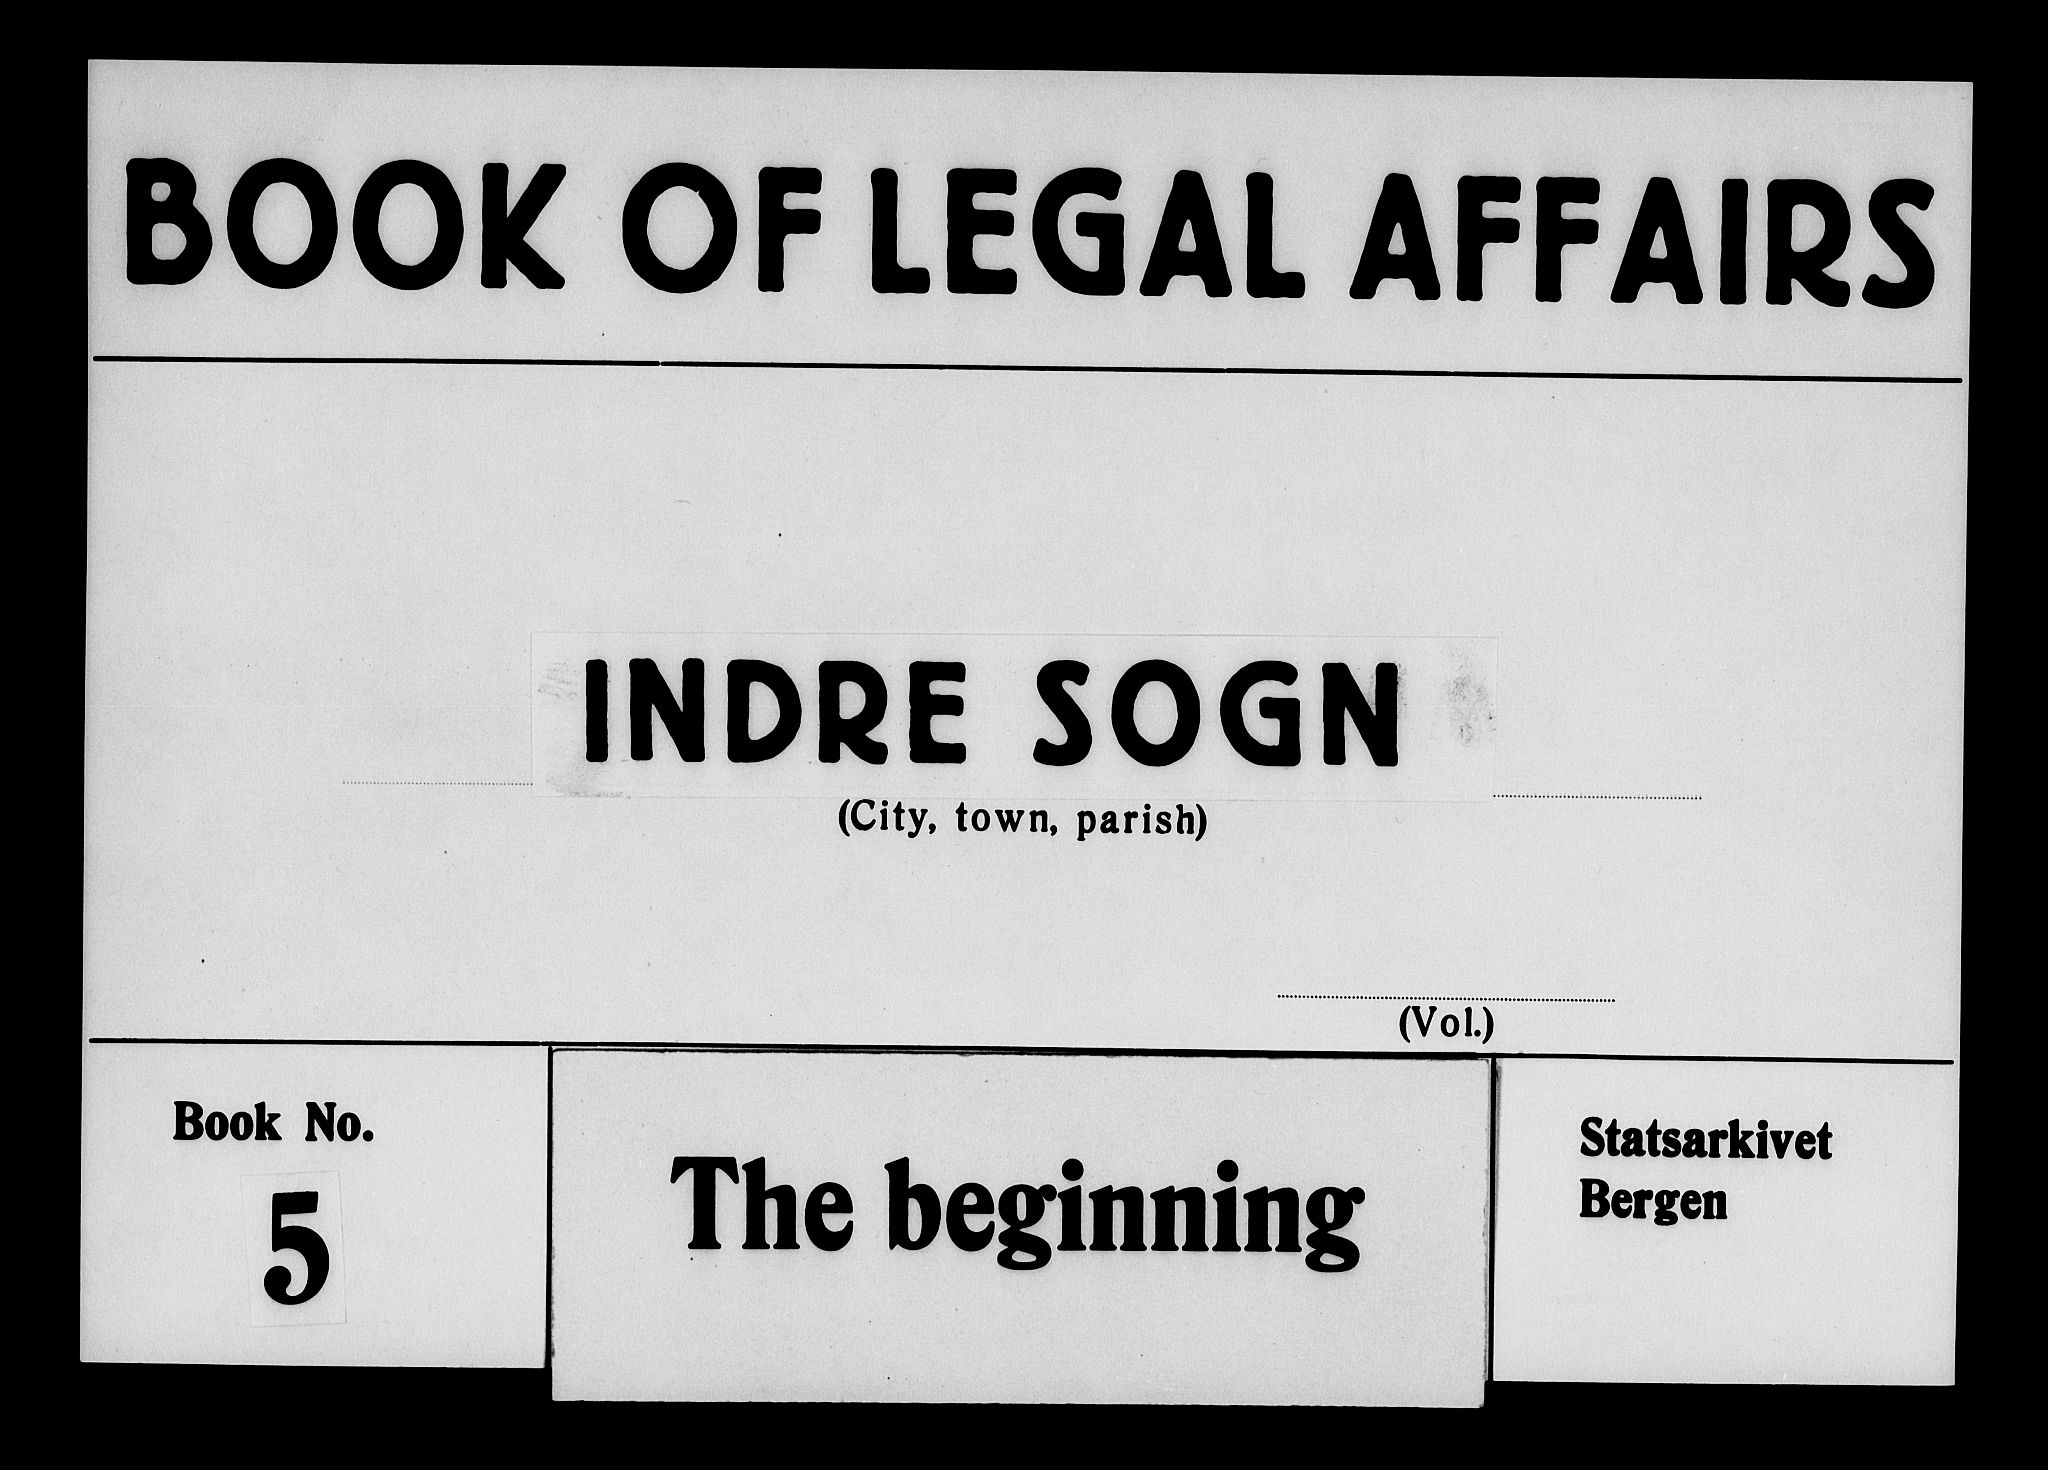 BOOK OF LEGAL AFFAIRS
INDRE SOGN
(City, town, parish)
(Vol.)
Book No.
5
The beginning
Statsarkivet
Bergen